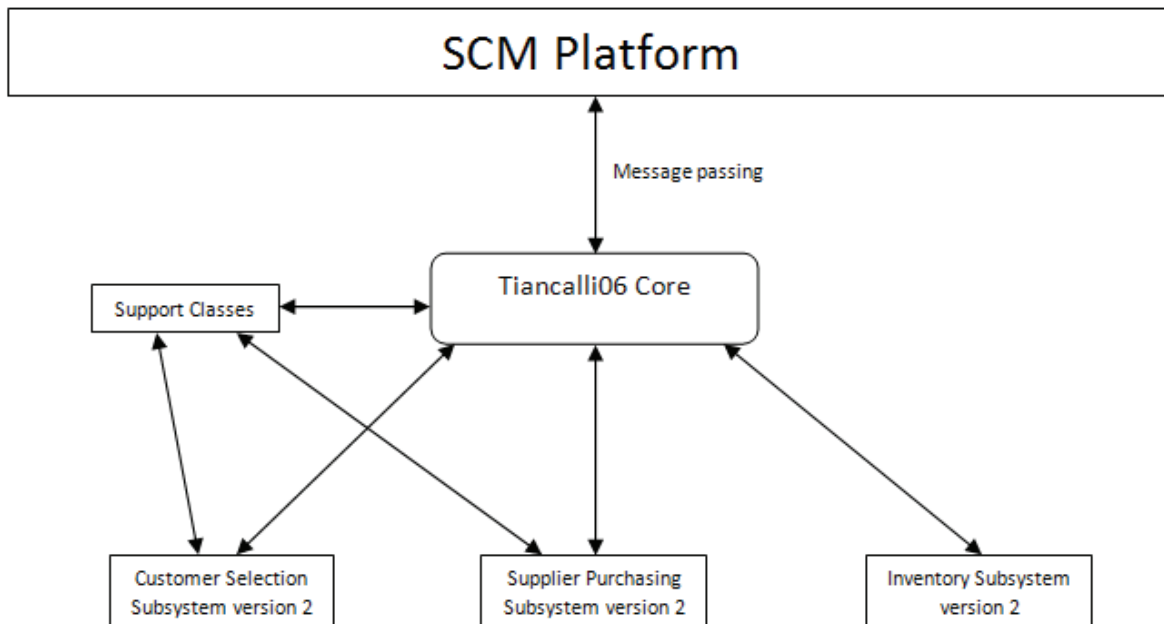 SCM Platform
Message passing
Tiancalli06 Core
Support Classes
Customer Selection
Subsystem version 2
Supplier Purchasing
Subsystem version 2
Inventory Subsystem
version 2